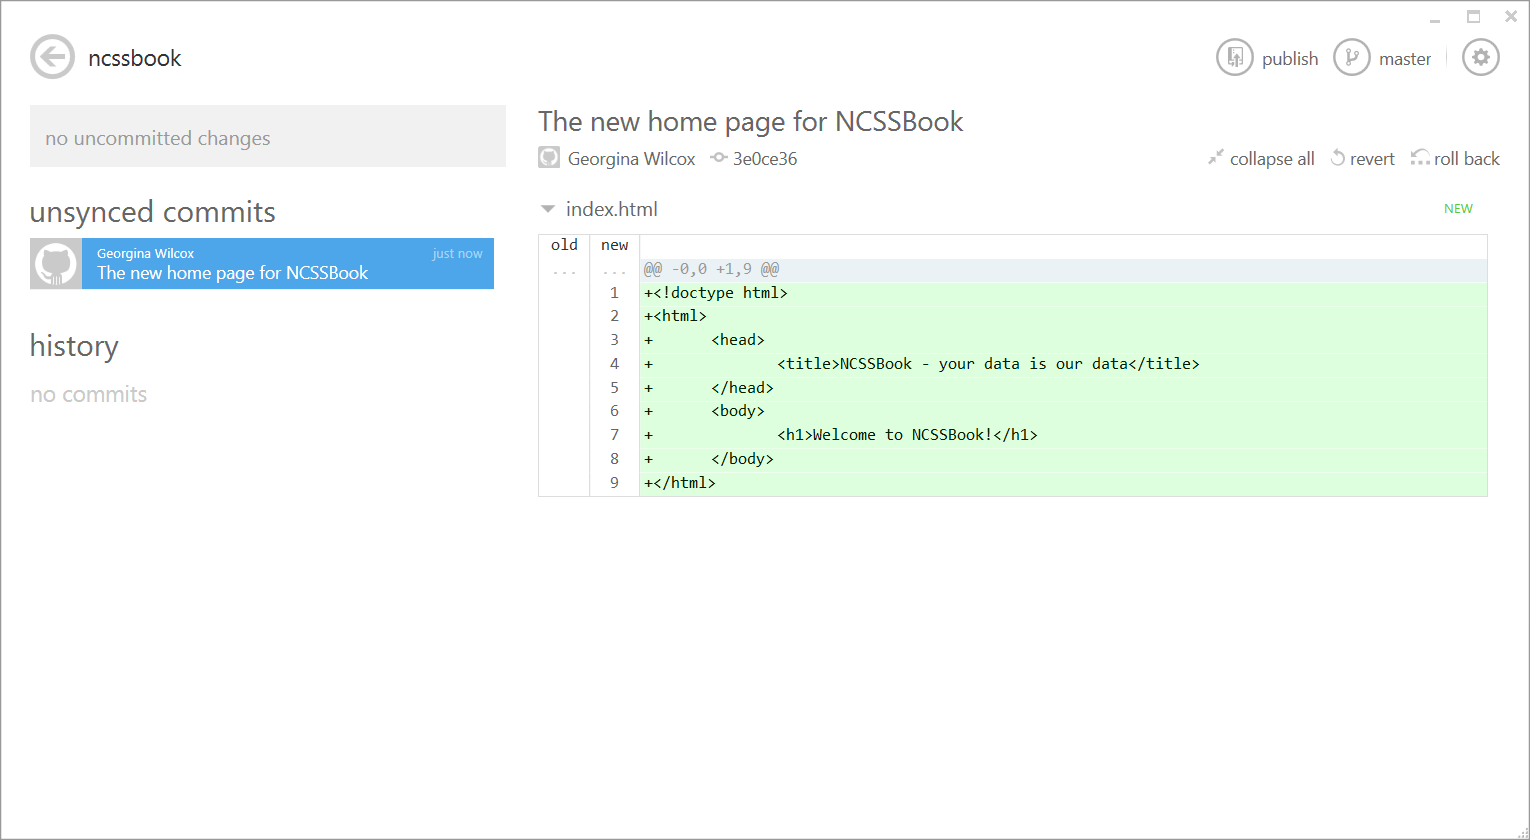 ncssbook
publish
master
no uncommitted changes
unsynced commits
Georgina Wilcox just now
The new home page for NCSSBook
history
no commits
The new home page for NCSSBook
Georgina Wilcox 3e0ce36
collapse all revert roll back
index.html NEW
old new
... ... @@ -0,0 +1,9 @@
1 +<!doctype html>
2 +<html>
3 + <head>
4 + <title>NCSSBook - your data is our data</title>
5 + </head>
6 + <body>
7 + <h1>Welcome to NCSSBook!</h1>
8 + </body>
9 +</html>